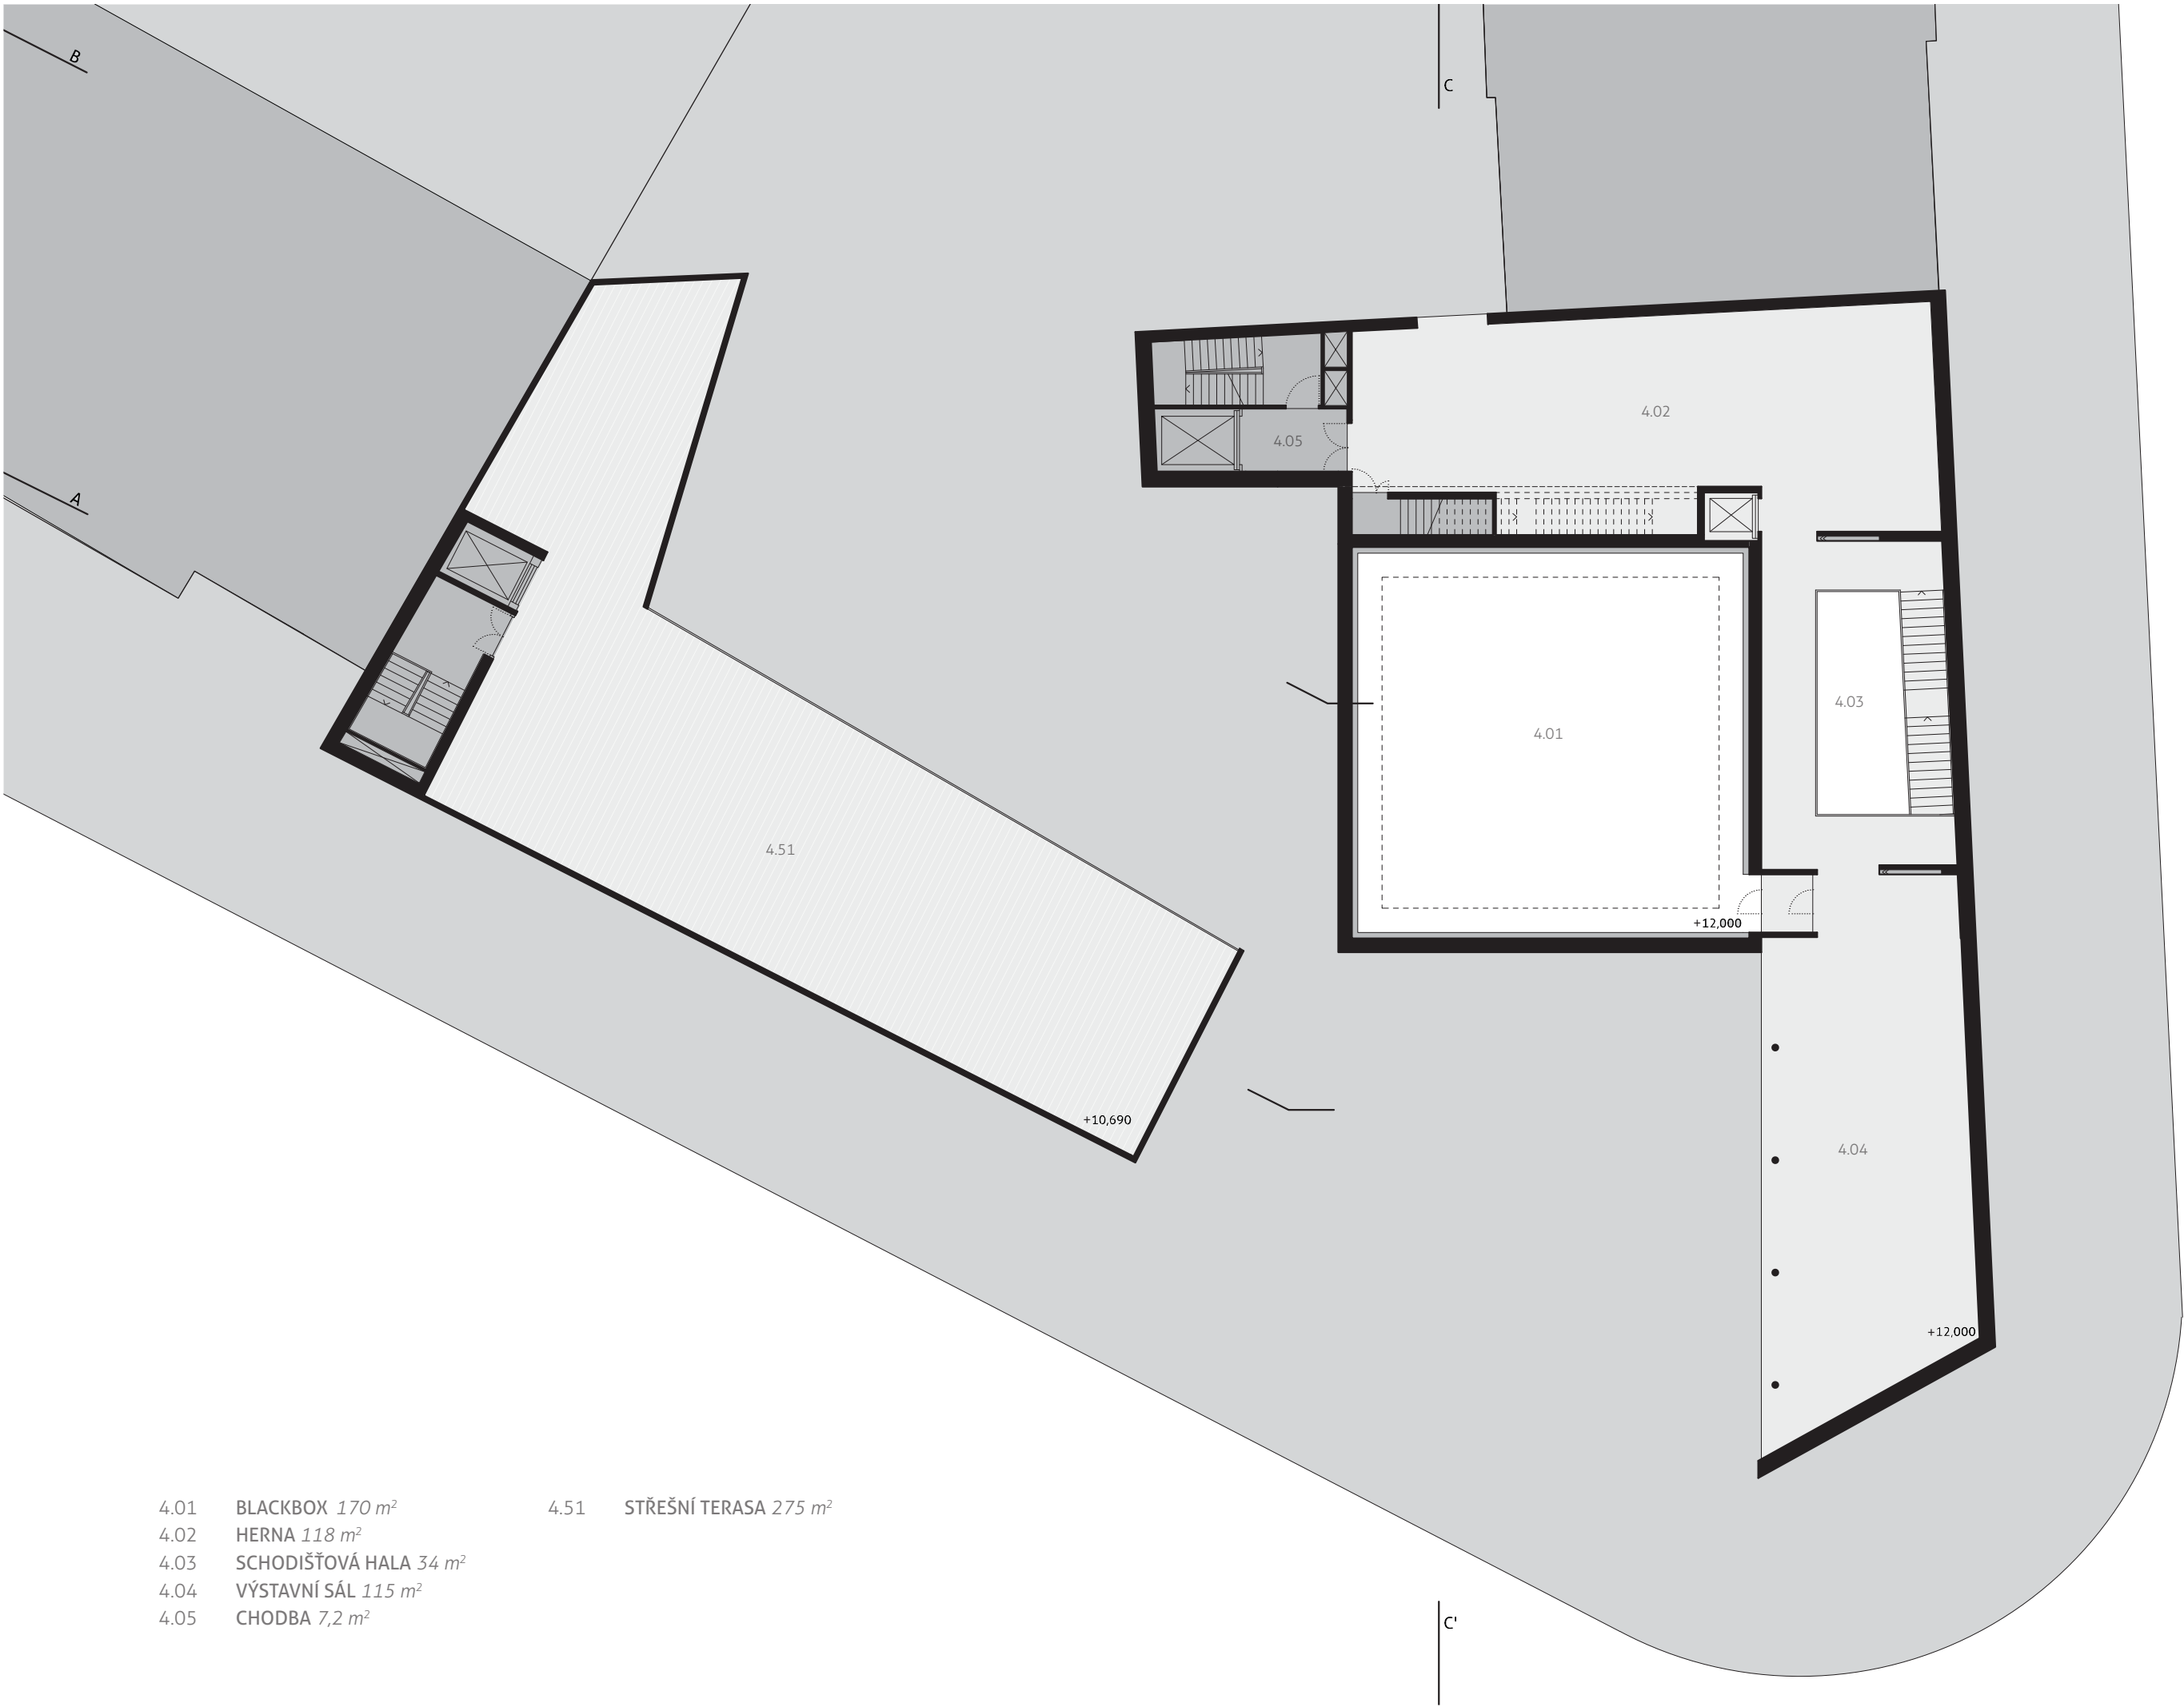 B
C
4.02
4.05
A
4.03
4.01
4.51
+12,000
+10,690
4.04
+12,000
4.01 BLACKBOX 170 m²
4.02 HERNA 118 m²
4.03 SCHODIŠŤOVÁ HALA 34 m²
4.04 VÝSTAVNÍ SÁL 115 m²
4.05 CHODBA 7,2 m²
4.51 STŘEŠNÍ TERASA 275 m²
C'